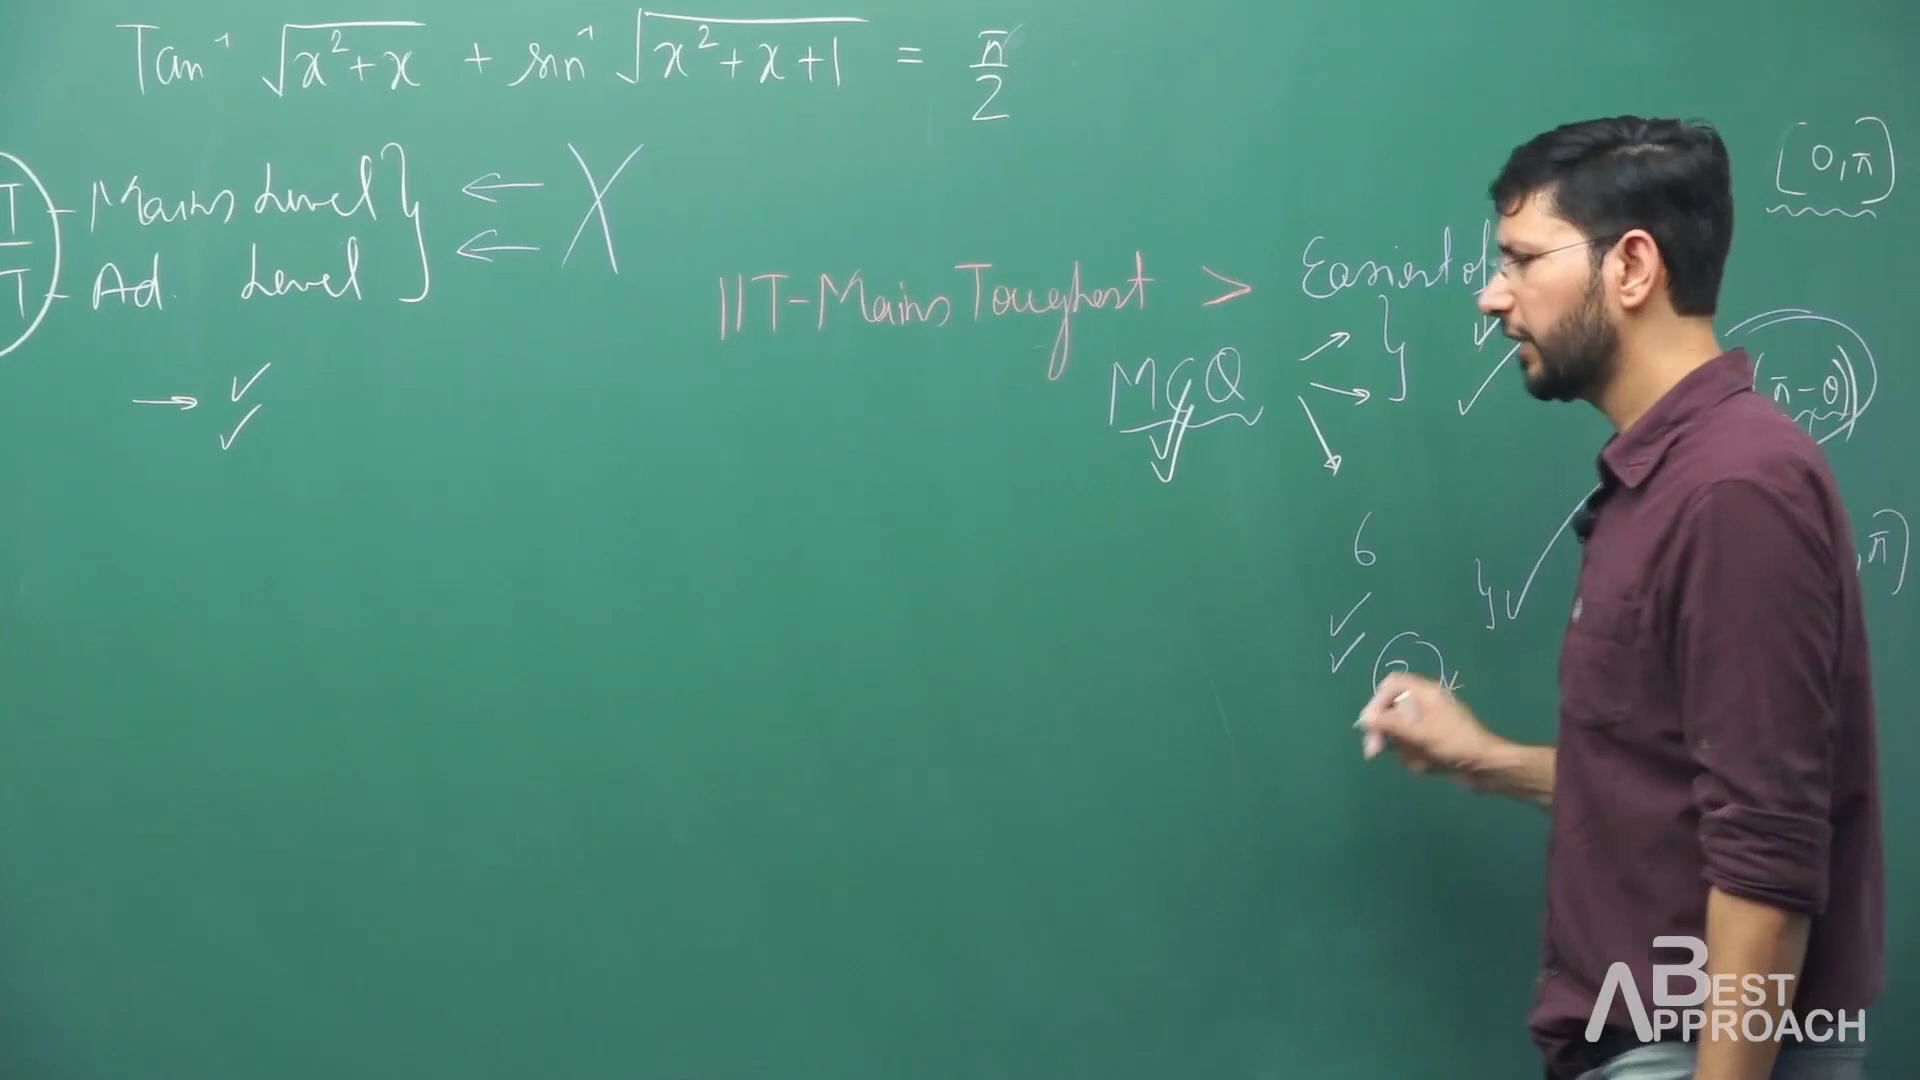 Tan⁻¹ √(x²+x) + sin⁻¹ √(x²+x+1) = π/2
[0, π]
T - Mains Level
T - Ad. Level
IIT-Mains Toughest > Easiest of
MCQ
(π-θ)
6
, π)
BEST
APPROACH